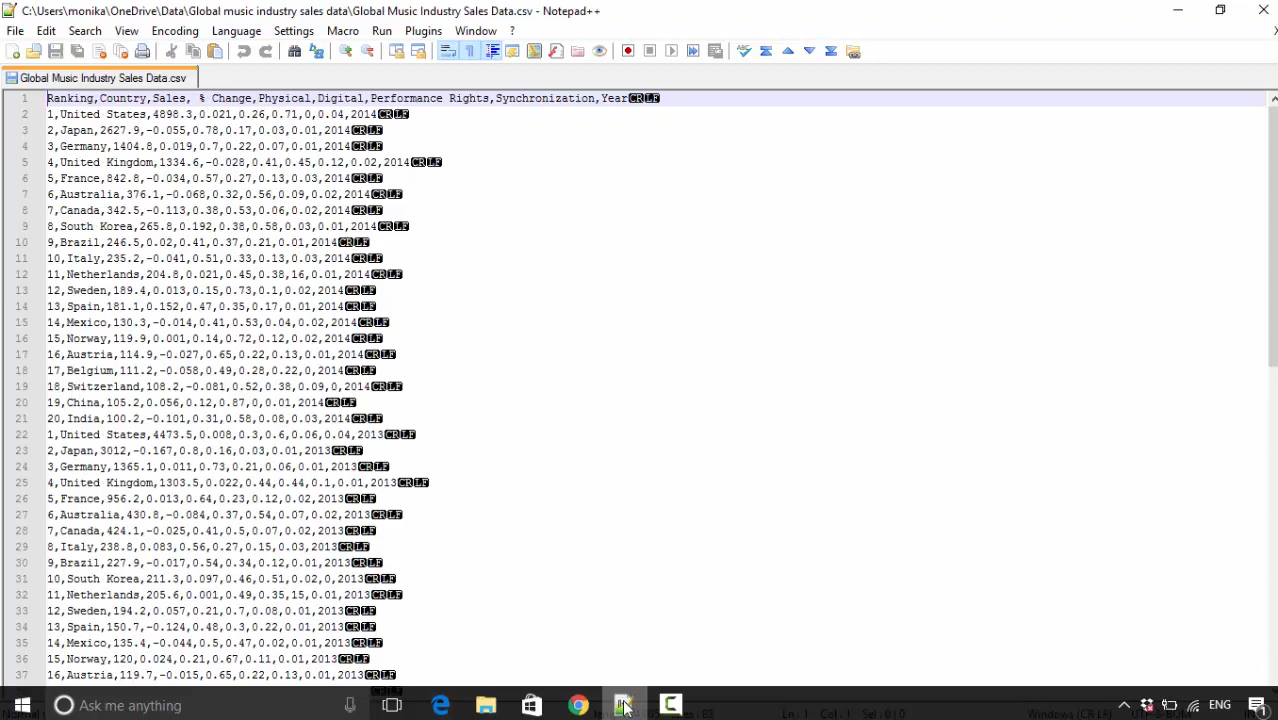 C:\Users\monika\OneDrive\Data\Global music industry sales data\Global Music Industry Sales Data.csv - Notepad++
File Edit Search View Encoding Language Settings Macro Run Plugins Window ?
Global Music Industry Sales Data.csv
1 Ranking,Country,Sales, % Change,Physical,Digital,Performance Rights,Synchronization,YearCRLF
2 1,United States,4898.3,0.021,0.26,0.71,0,0.04,2014CRLF
3 2,Japan,2627.9,-0.055,0.78,0.17,0.03,0.01,2014CRLF
4 3,Germany,1404.8,0.019,0.7,0.22,0.07,0.01,2014CRLF
5 4,United Kingdom,1334.6,-0.028,0.41,0.45,0.12,0.02,2014CRLF
6 5,France,842.8,-0.034,0.57,0.27,0.13,0.03,2014CRLF
7 6,Australia,376.1,-0.068,0.32,0.56,0.09,0.02,2014CRLF
8 7,Canada,342.5,-0.113,0.38,0.53,0.06,0.02,2014CRLF
9 8,South Korea,265.8,0.192,0.38,0.58,0.03,0.01,2014CRLF
10 9,Brazil,246.5,0.02,0.41,0.37,0.21,0.01,2014CRLF
11 10,Italy,235.2,-0.041,0.51,0.33,0.13,0.03,2014CRLF
12 11,Netherlands,204.8,0.021,0.45,0.38,16,0.01,2014CRLF
13 12,Sweden,189.4,0.013,0.15,0.73,0.1,0.02,2014CRLF
14 13,Spain,181.1,0.152,0.47,0.35,0.17,0.01,2014CRLF
15 14,Mexico,130.3,-0.014,0.41,0.53,0.04,0.02,2014CRLF
16 15,Norway,119.9,0.001,0.14,0.72,0.12,0.02,2014CRLF
17 16,Austria,114.9,-0.027,0.65,0.22,0.13,0.01,2014CRLF
18 17,Belgium,111.2,-0.058,0.49,0.28,0.22,0,2014CRLF
19 18,Switzerland,108.2,-0.081,0.52,0.38,0.09,0,2014CRLF
20 19,China,105.2,0.056,0.12,0.87,0,0.01,2014CRLF
21 20,India,100.2,-0.101,0.31,0.58,0.08,0.03,2014CRLF
22 1,United States,4473.5,0.008,0.3,0.6,0.06,0.04,2013CRLF
23 2,Japan,3012,-0.167,0.8,0.16,0.03,0.01,2013CRLF
24 3,Germany,1365.1,0.011,0.73,0.21,0.06,0.01,2013CRLF
25 4,United Kingdom,1303.5,0.022,0.44,0.44,0.1,0.01,2013CRLF
26 5,France,956.2,0.013,0.64,0.23,0.12,0.02,2013CRLF
27 6,Australia,430.8,-0.084,0.37,0.54,0.07,0.02,2013CRLF
28 7,Canada,424.1,-0.025,0.41,0.5,0.07,0.02,2013CRLF
29 8,Italy,238.8,0.083,0.56,0.27,0.15,0.03,2013CRLF
30 9,Brazil,227.9,-0.017,0.54,0.34,0.12,0.01,2013CRLF
31 10,South Korea,211.3,0.097,0.46,0.51,0.02,0,2013CRLF
32 11,Netherlands,205.6,0.001,0.49,0.35,15,0.01,2013CRLF
33 12,Sweden,194.2,0.057,0.21,0.7,0.08,0.01,2013CRLF
34 13,Spain,150.7,-0.124,0.48,0.3,0.22,0.01,2013CRLF
35 14,Mexico,135.4,-0.044,0.5,0.47,0.02,0.01,2013CRLF
36 15,Norway,120,0.024,0.21,0.67,0.11,0.01,2013CRLF
37 16,Austria,119.7,-0.015,0.65,0.22,0.13,0.01,2013CRLF
Ask me anything ENG